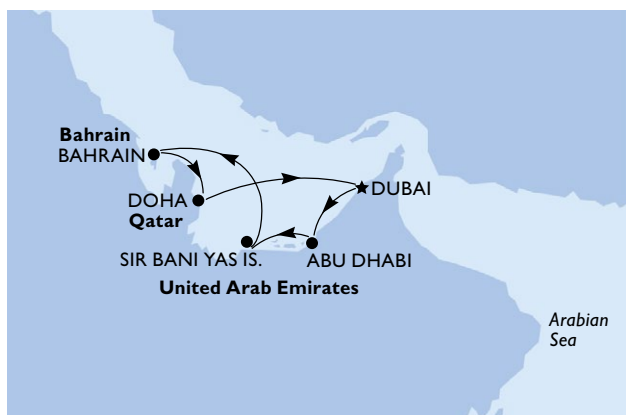 Bahrain
BAHRAIN
DOHA
Qatar
DUBAI
SIR BANI YAS IS.
ABU DHABI
United Arab Emirates
Arabian
Sea